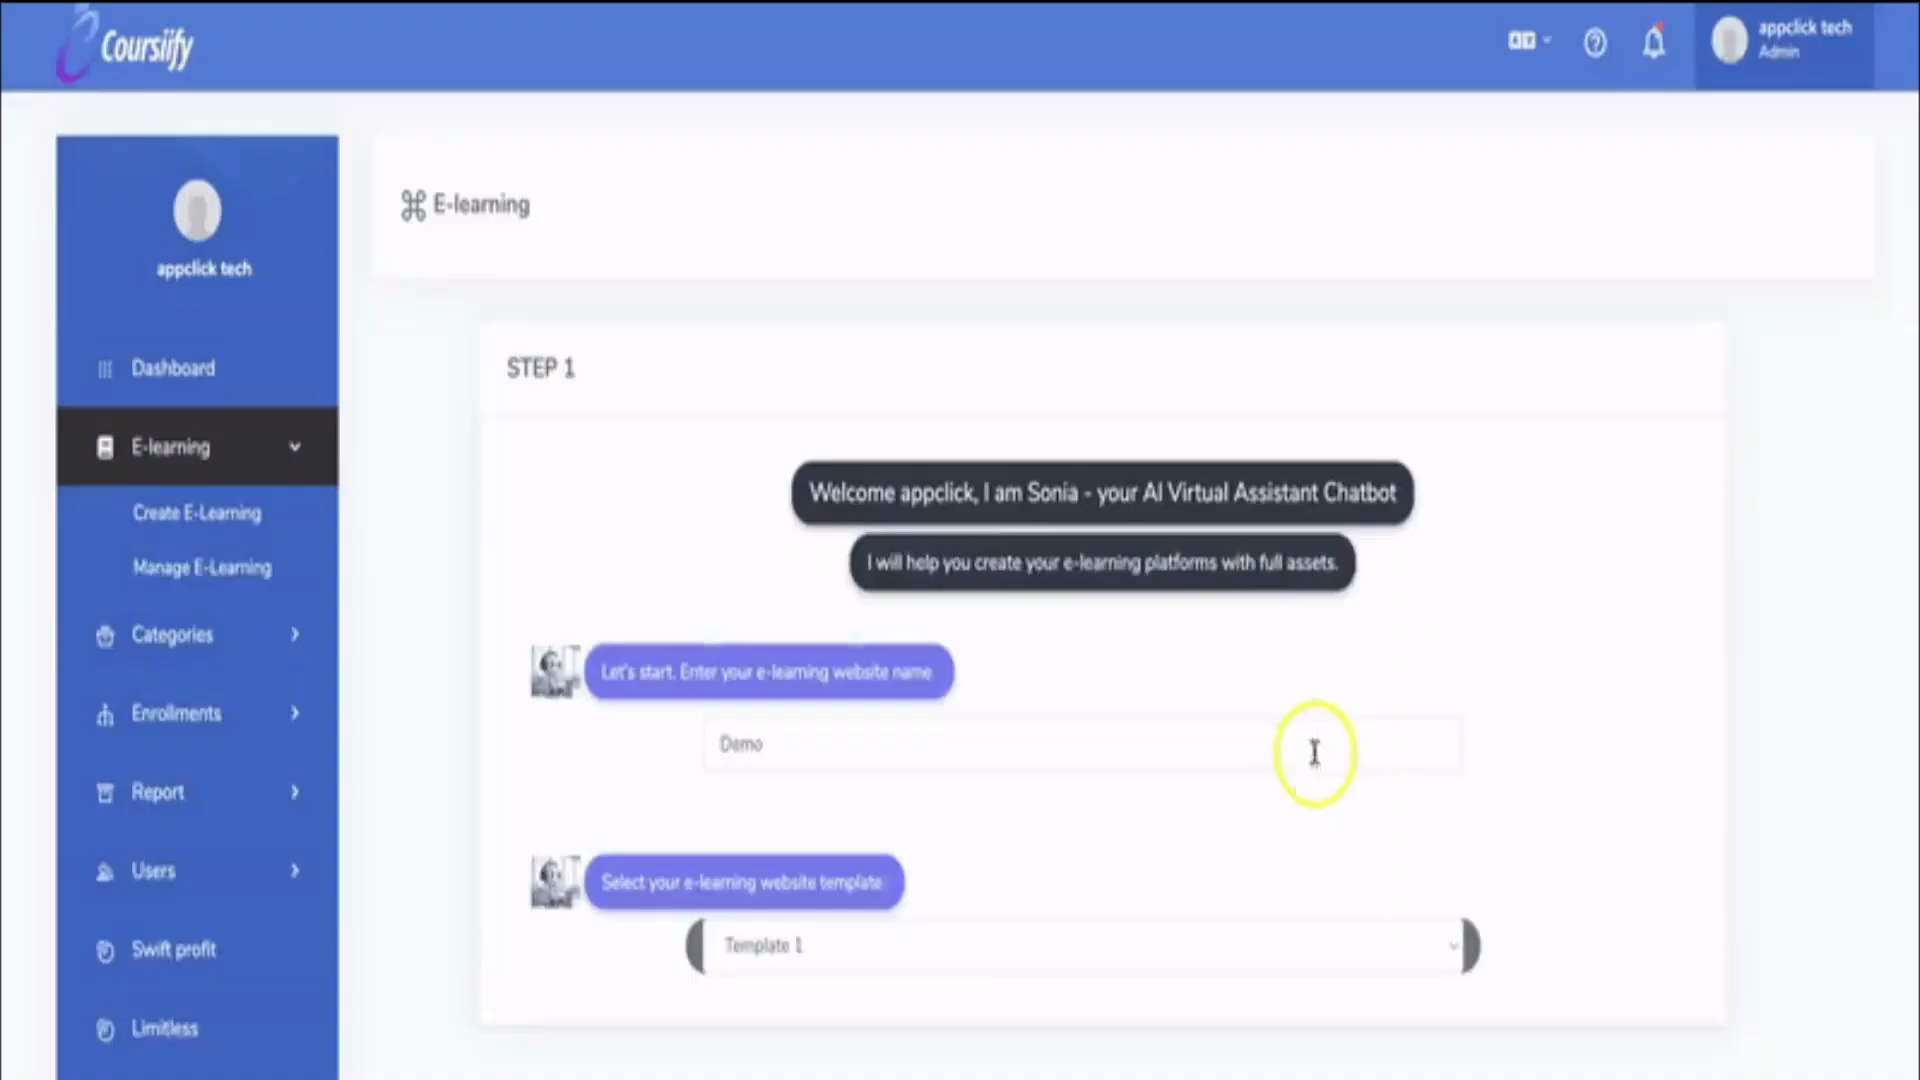 Coursiify
appclick tech
Admin
appclick tech
Dashboard
E-learning
Create E-Learning
Manage E-Learning
Categories
Enrollments
Report
Users
Swift profit
Limitless
E-learning
STEP 1
Welcome appclick, I am Sonia - your AI Virtual Assistant Chatbot
I will help you create your e-learning platforms with full assets.
Let's start. Enter your e-learning website name
Demo
Select your e-learning website template
Template 1